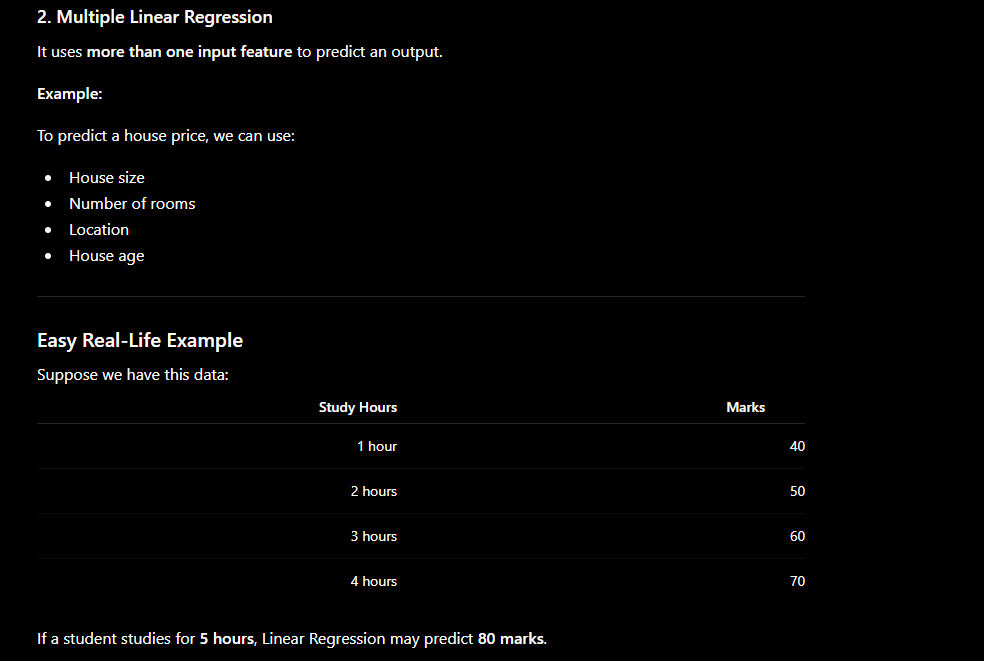 2. Multiple Linear Regression
It uses more than one input feature to predict an output.
Example:
To predict a house price, we can use:
House size
Number of rooms
Location
House age
Easy Real-Life Example
Suppose we have this data:
Study Hours Marks
1 hour 40
2 hours 50
3 hours 60
4 hours 70
If a student studies for 5 hours, Linear Regression may predict 80 marks.